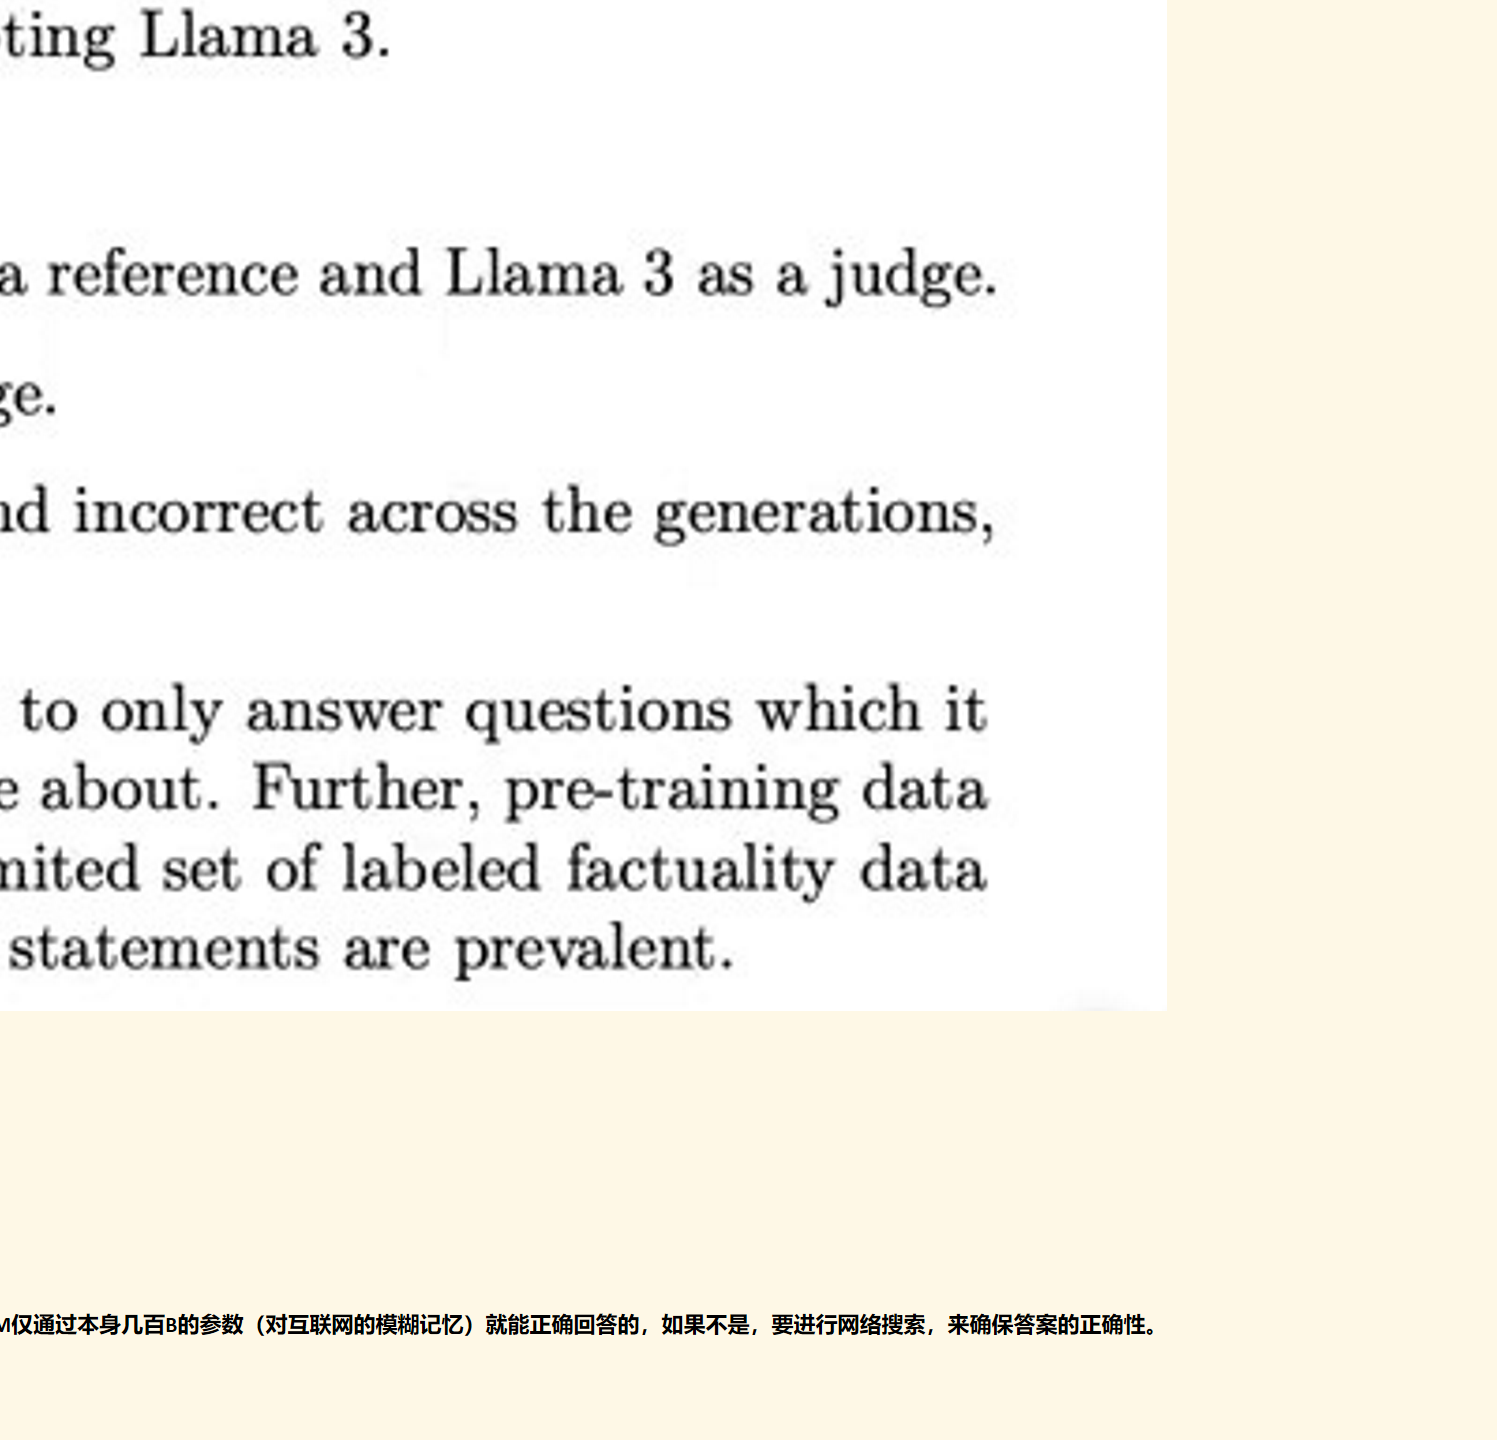 ting Llama 3.
a reference and Llama 3 as a judge.
ge.
nd incorrect across the generations,
to only answer questions which it
e about. Further, pre-training data
mited set of labeled factuality data
statements are prevalent.
M仅通过本身几百B的参数（对互联网的模糊记忆）就能正确回答的，如果不是，要进行网络搜索，来确保答案的正确性。